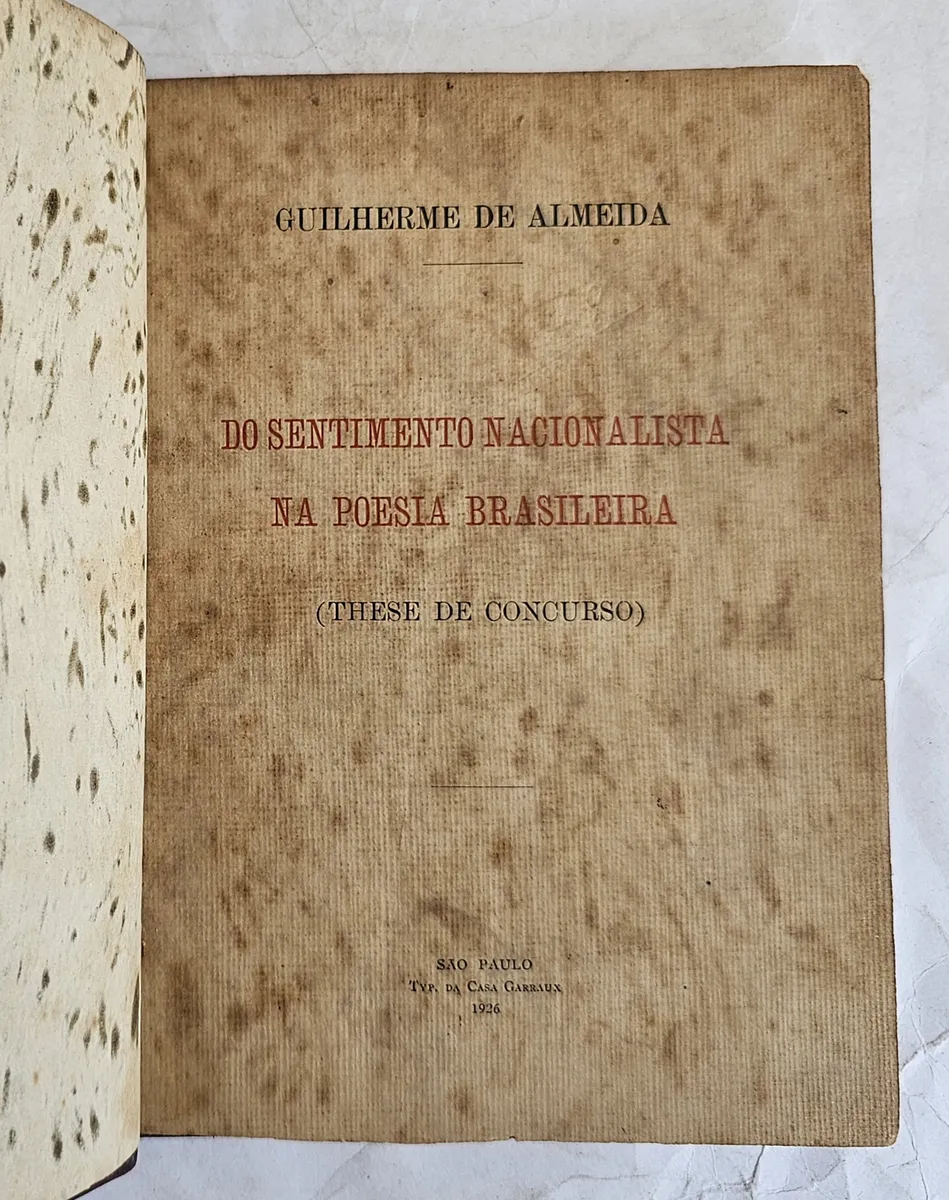 GUILHERME DE ALMEIDA
DO SENTIMENTO NACIONALISTA
NA POESIA BRASILEIRA
(THESE DE CONCURSO)
SÃO PAULO
TYP. DA CASA GARRAUX
1926